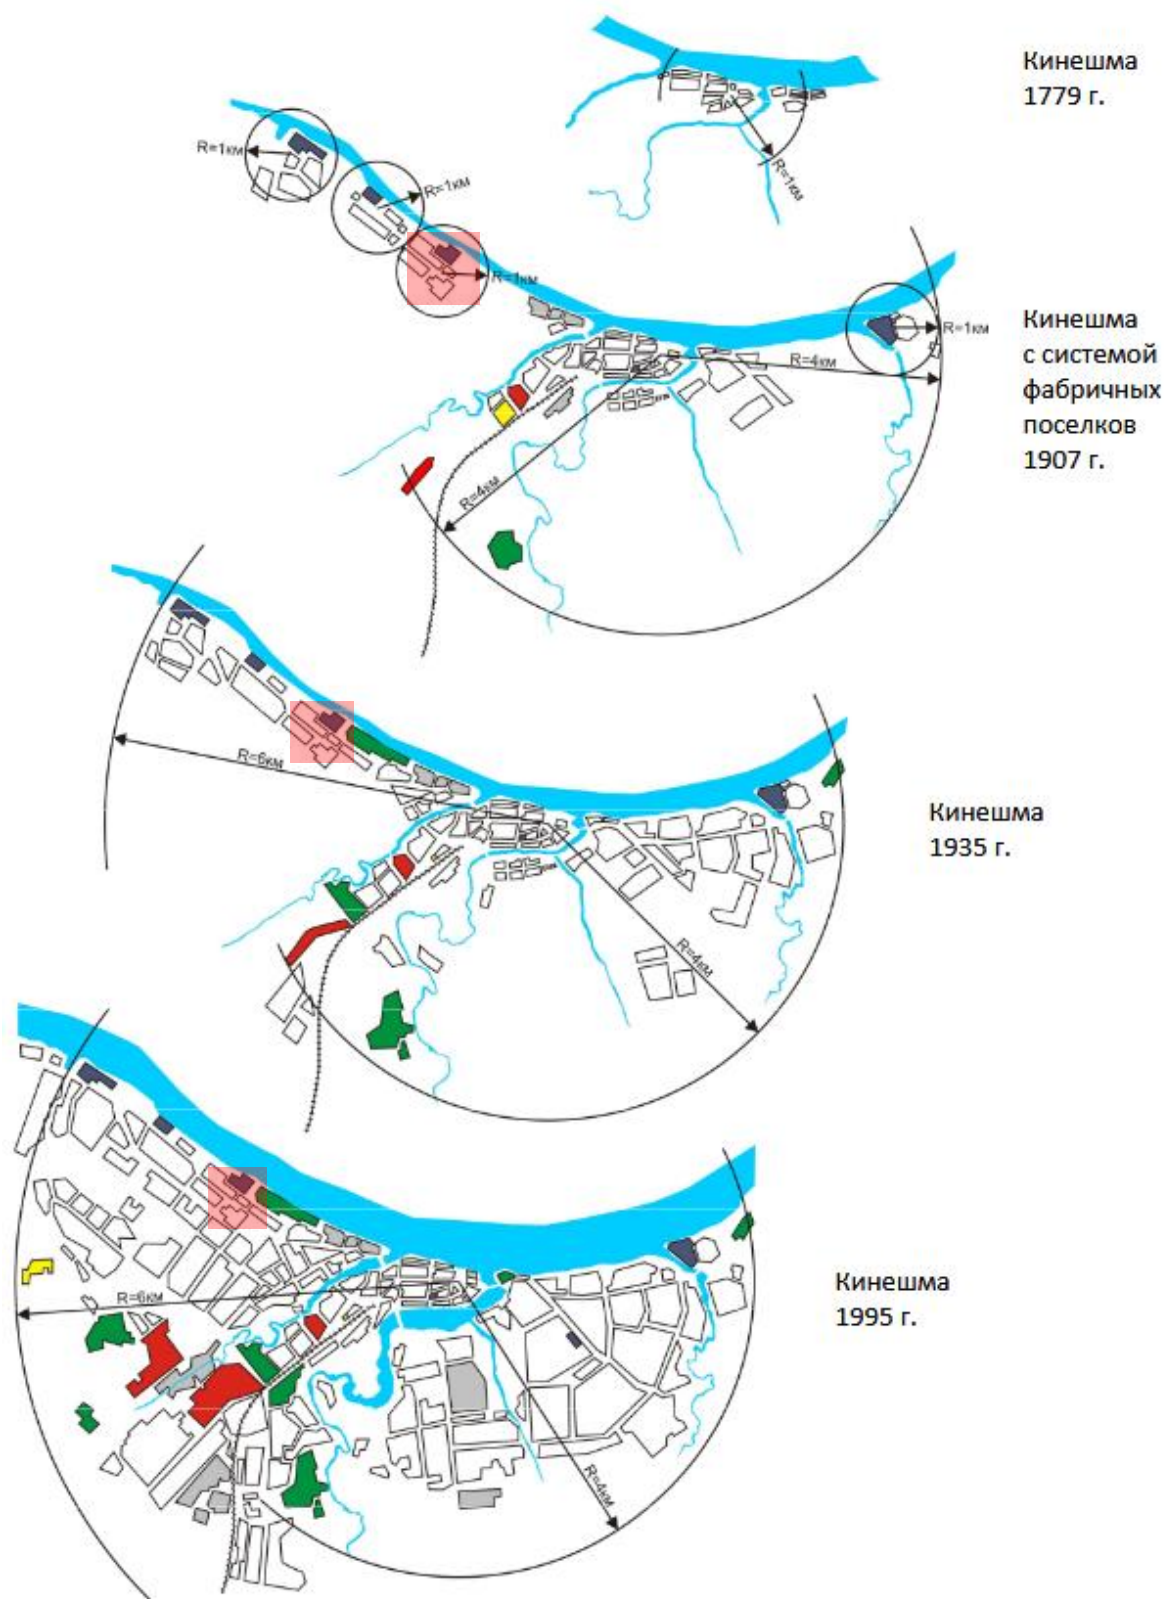 Кинешма
1779 г.
R=1км
R=1км
R=1км
R=1км
Кинешма
с системой
фабричных
поселков
1907 г.
R=1км
R=4км
R=4км
Кинешма
1935 г.
R=6км
R=4км
Кинешма
1995 г.
R=6км
R=4км